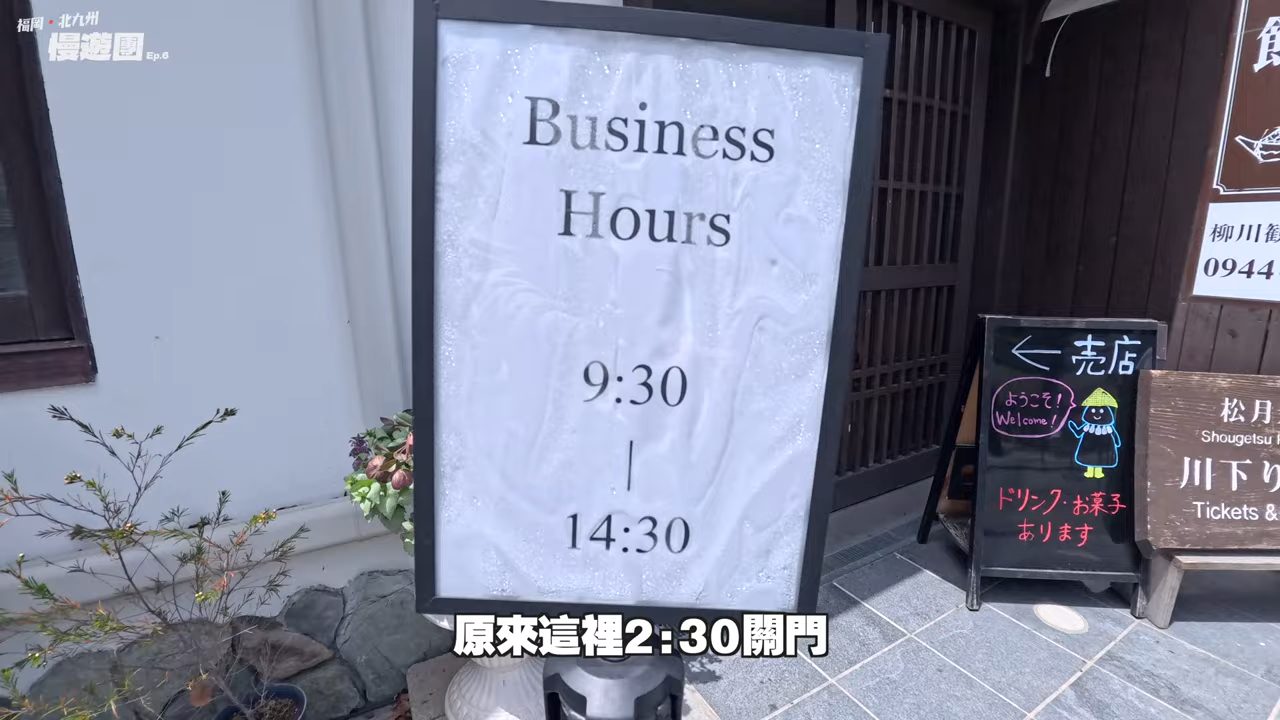 福岡・北九州
慢遊團 Ep.6
Business
Hours
9:30
|
14:30
柳川
0944
← 売店
ようこそ!
Welcome!
ドリンク・お菓子
あります
松月
Shougetsu
川下り
Tickets &
原來這裡2:30關門